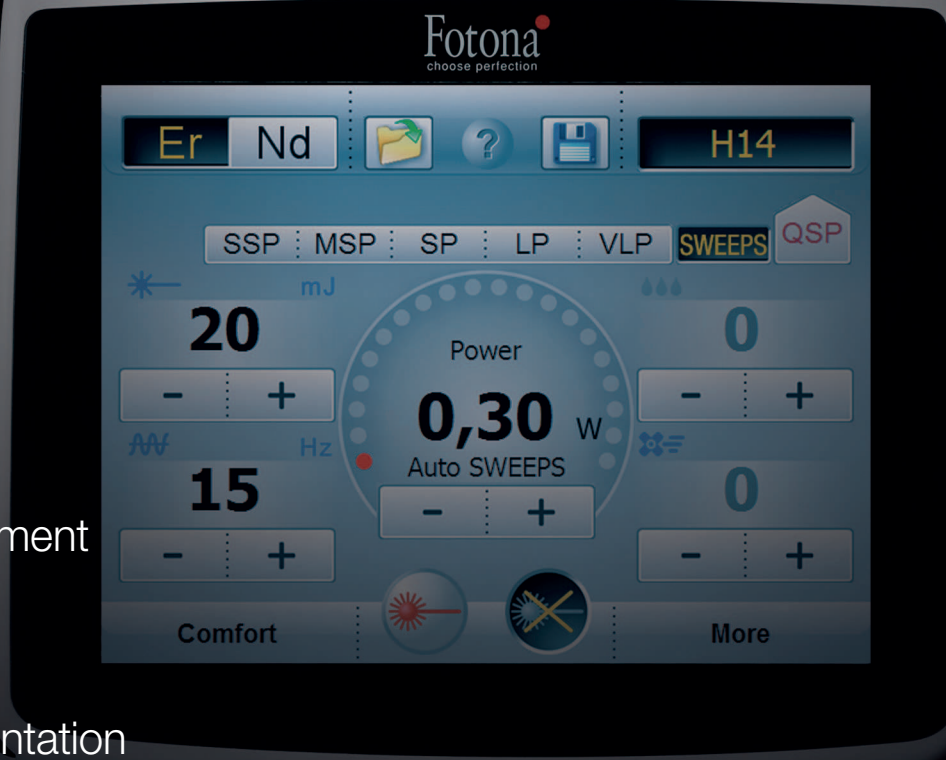 Fotona
choose perfection
Er Nd ? H14
SSP MSP SP LP VLP SWEEPS QSP
mJ
20 0
Power
- + - +
0,30 W
Hz
Auto SWEEPS
15 0
- +
ment
- + - +
Comfort More
ntation